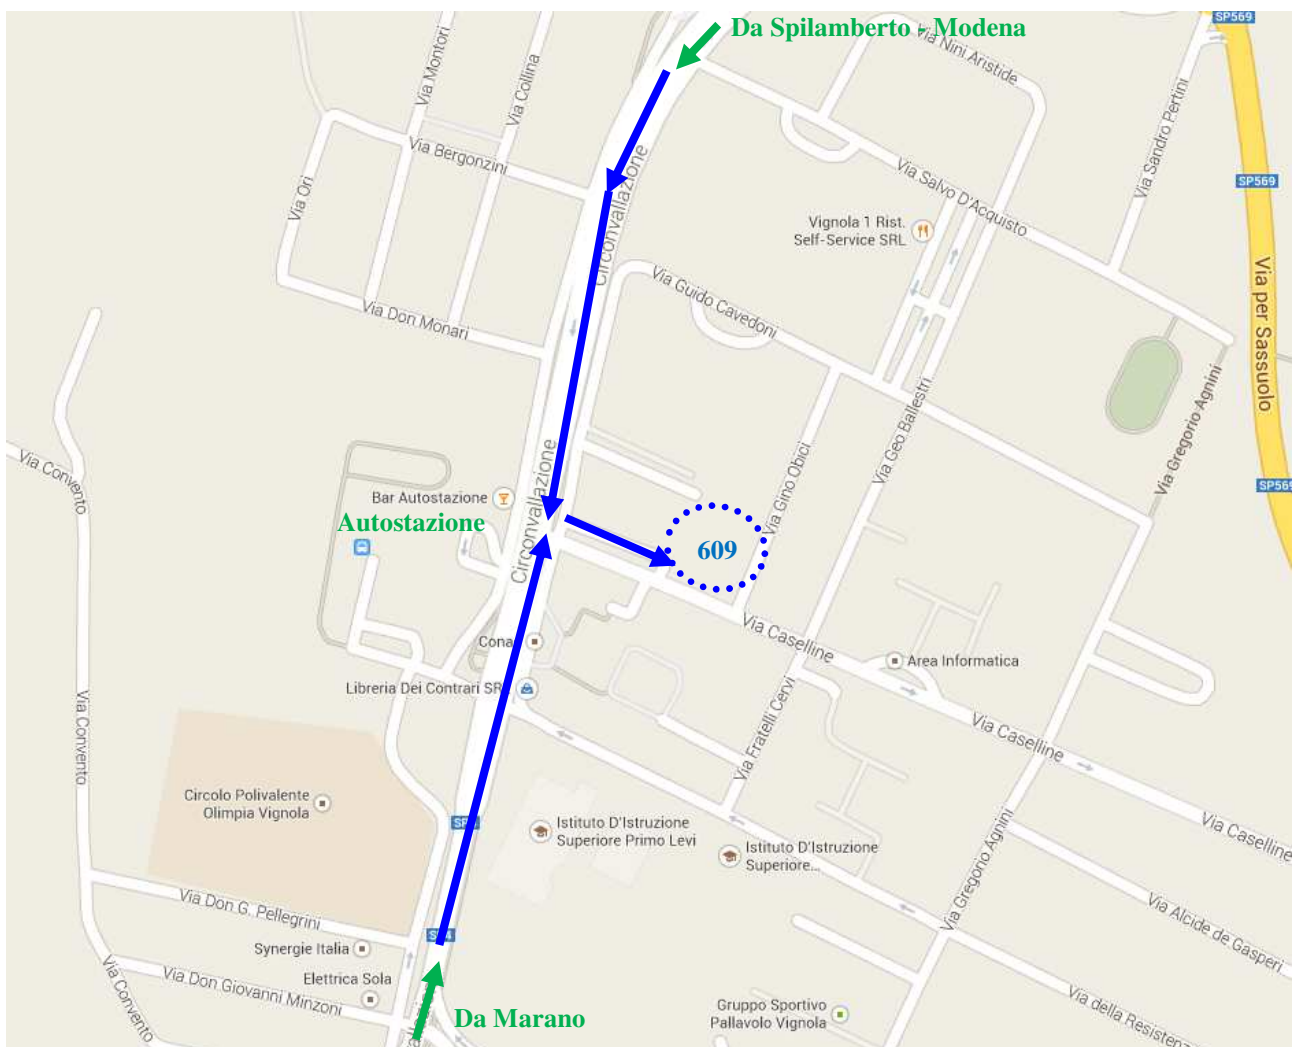 Da Spilamberto - Modena
SP569
Via Nini Aristide
Via Montori
Via Collina
Via Sandro Pertini
Via Bergonzini
Circonvallazione
Via Salvo D'Acquisto
SP569
Via Ori
Vignola 1 Rist.
Self-Service SRL
Via Guido Cavedoni
Via Don Monari
Via per Sassuolo
Via Gregorio Agnini
Via Geo Ballestri
Via Convento
Circonvallazione
Via Gino Obici
SP569
Bar Autostazione
Autostazione
609
Via Caselline
Area Informatica
Libreria Dei Contrari
Via Convento
Via Fratelli Cervi
Via Caselline
Circolo Polivalente
Olimpia Vignola
Istituto D'Istruzione
Superiore Primo Levi
Istituto D'Istruzione
Superiore...
Via Caselline
Via Gregorio Agnini
Via Don G. Pellegrini
Via Alcide de Gasperi
Synergie Italia
Elettrica Sola
Via Convento
Via Don Giovanni Minzoni
Via della Resistenz
Gruppo Sportivo
Pallavolo Vignola
Da Marano